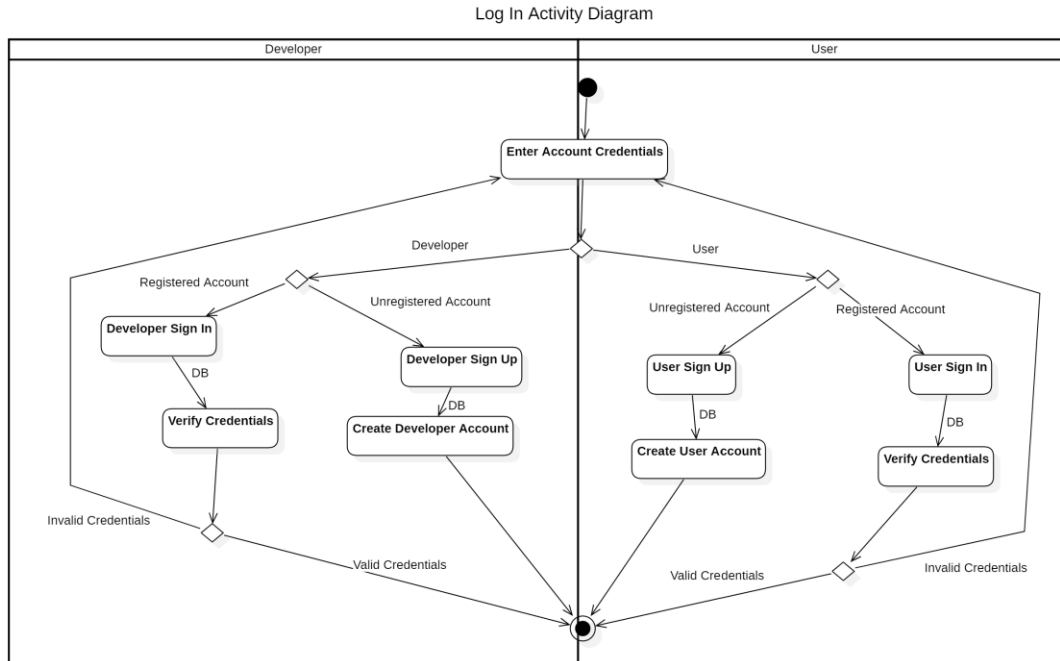 Log In Activity Diagram
Developer
User
Enter Account Credentials
Developer
User
Registered Account
Unregistered Account
Unregistered Account
Registered Account
Developer Sign In
Developer Sign Up
User Sign Up
User Sign In
DB
DB
DB
DB
Verify Credentials
Create Developer Account
Create User Account
Verify Credentials
Invalid Credentials
Valid Credentials
Valid Credentials
Invalid Credentials